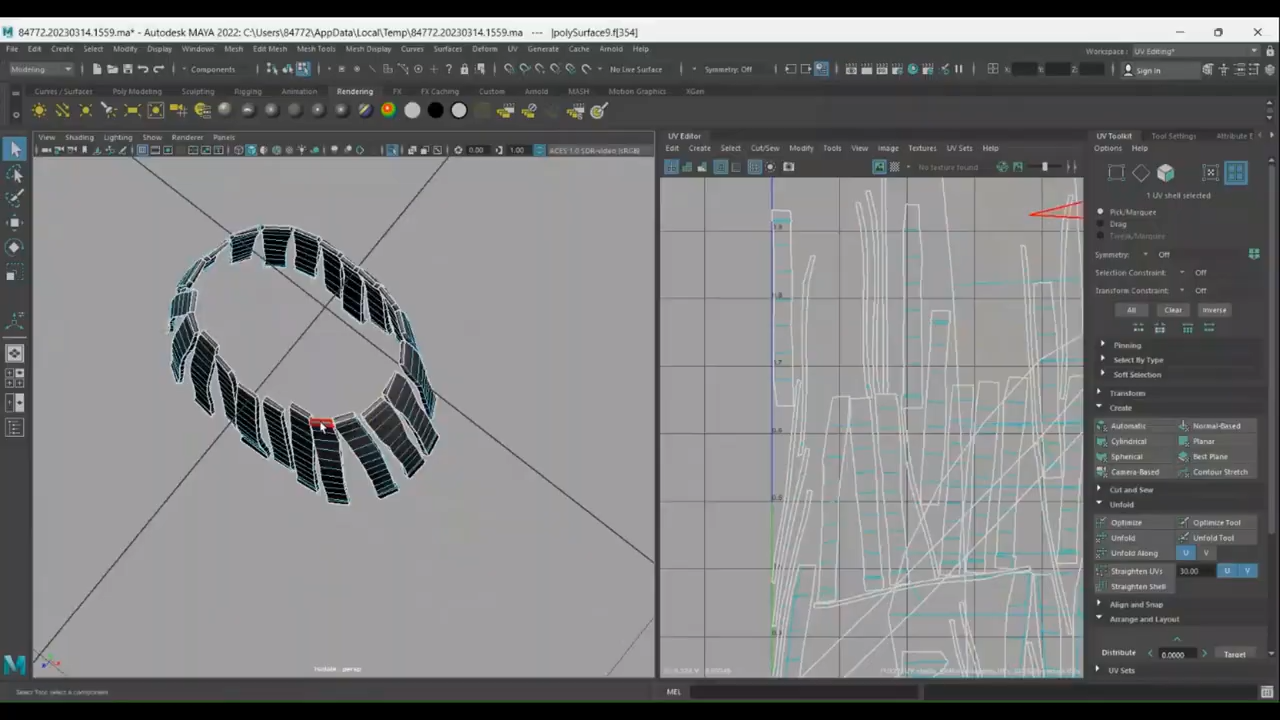 84772.20230314.1559.ma* - Autodesk MAYA 2022: C:\Users\84772\AppData\Local\Temp\84772.20230314.1559.ma --- |polySurface9.f[354]
File Edit Create Select Modify Display Windows Mesh Edit Mesh Mesh Tools Mesh Display Curves Surfaces Deform UV Generate Cache Arnold Help
Workspace: UV Editing*
Modeling Components No Live Surface Symmetry: Off X: Y: Z: Sign In
Curves / Surfaces Poly Modeling Sculpting Rigging Animation Rendering FX FX Caching Custom Arnold MASH Motion Graphics XGen
View Shading Lighting Show Renderer Panels
0.00 1.00 ACES 1.0 SDR-video (sRGB)
UV Editor
Edit Create Select Cut/Sew Modify Tools View Image Textures UV Sets Help
No texture found
UV Toolkit Tool Settings Attribute E
Options Help
1 UV shell selected
Pick/Marquee
Drag
Tweak/Marquee
Symmetry: Off
Selection Constraint: Off
Transform Constraint: Off
All Clear Inverse
Pinning
Select By Type
Soft Selection
Transform
Create
Automatic Normal-Based
Cylindrical Planar
Spherical Best Plane
Camera-Based Contour Stretch
Cut and Sew
Unfold
Optimize Optimize Tool
Unfold Unfold Tool
Unfold Along U V
Straighten UVs 30.00 U V
Straighten Shell
Align and Snap
Arrange and Layout
Distribute 0.0000 Target
UV Sets
persp
Select Tool: select a component
MEL